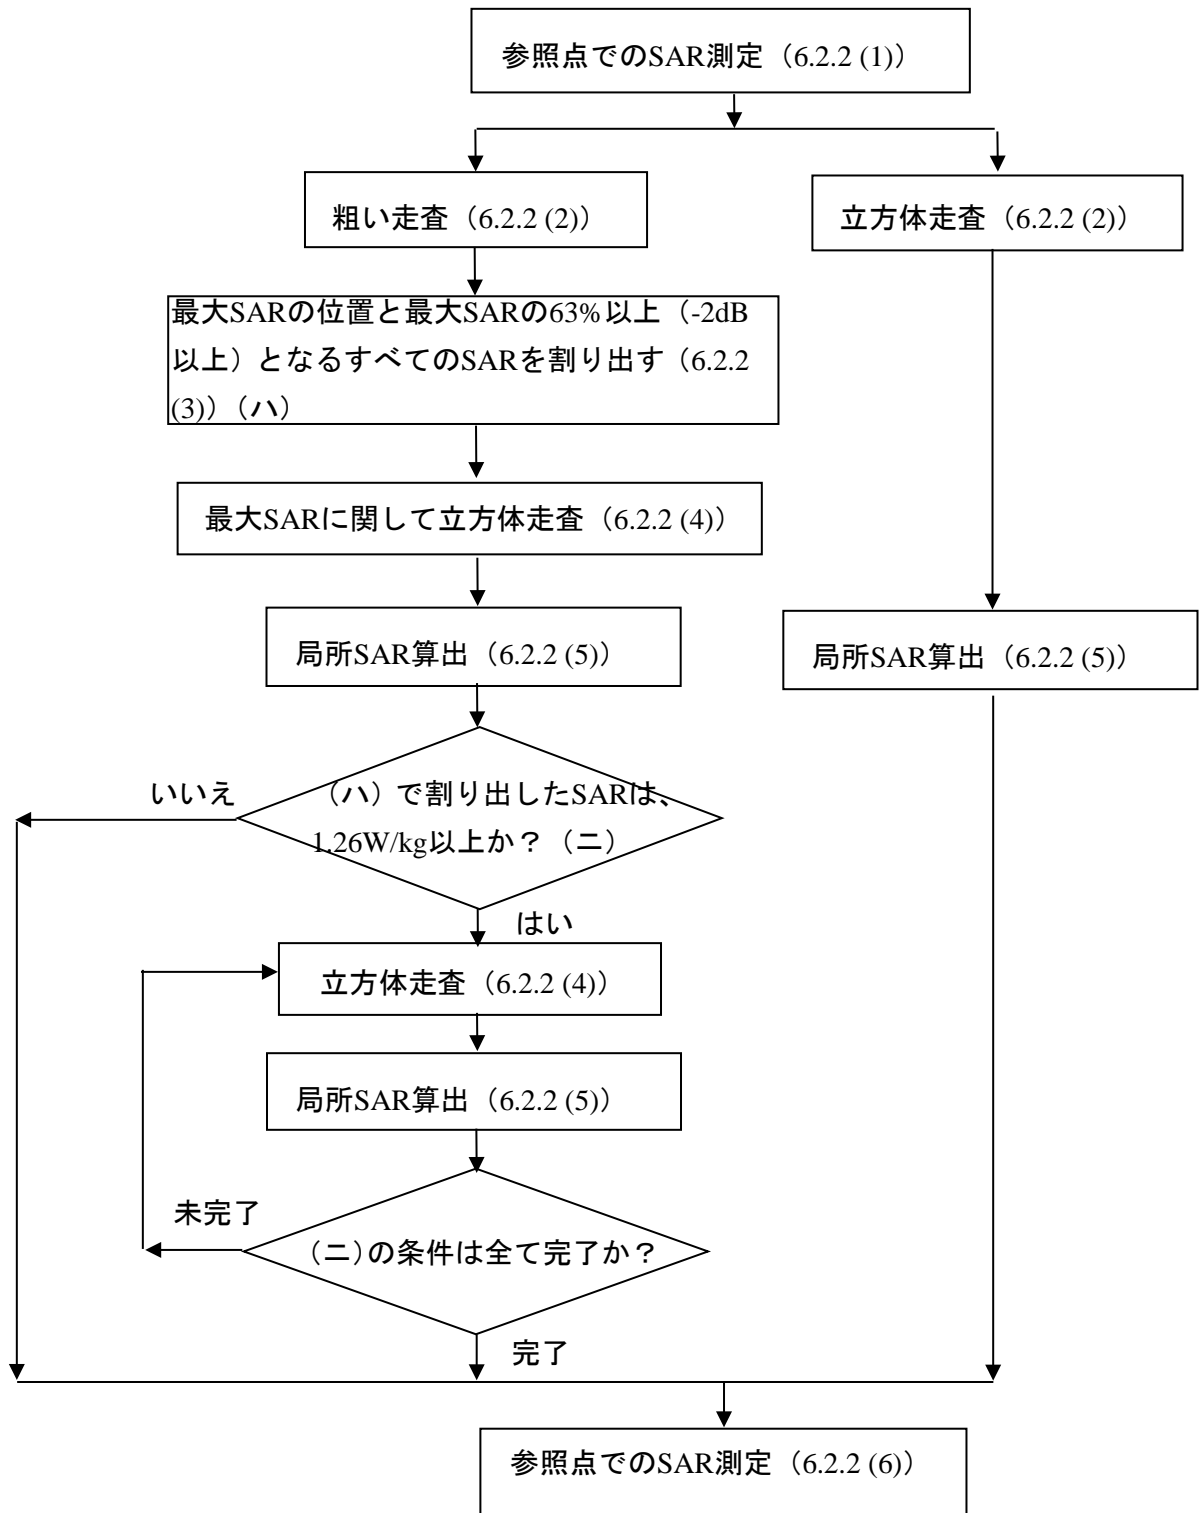 参照点でのSAR測定（6.2.2 (1)）
粗い走査（6.2.2 (2)）
立方体走査（6.2.2 (2)）
最大SARの位置と最大SARの63%以上（-2dB
以上）となるすべてのSARを割り出す（6.2.2
(3)）（ハ）
最大SARに関して立方体走査（6.2.2 (4)）
局所SAR算出（6.2.2 (5)）
局所SAR算出（6.2.2 (5)）
いいえ
（ハ）で割り出したSARは、
1.26W/kg以上か？（ニ）
はい
立方体走査（6.2.2 (4)）
局所SAR算出（6.2.2 (5)）
未完了
（ニ）の条件は全て完了か？
完了
参照点でのSAR測定（6.2.2 (6)）